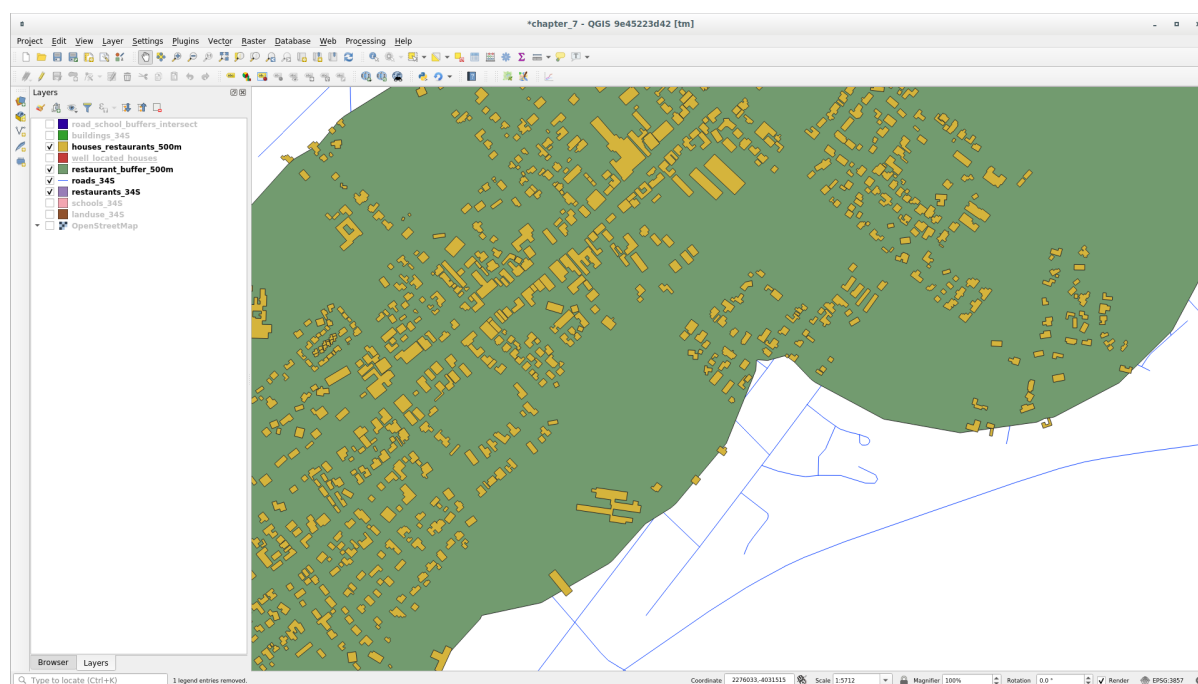 *chapter_7 - QGIS 9e45223d42 [tm]
Project Edit View Layer Settings Plugins Vector Raster Database Web Processing Help
Layers
road_school_buffers_intersect
buildings_34S
houses_restaurants_500m
well_located_houses
restaurant_buffer_500m
roads_34S
restaurants_34S
schools_34S
landuse_34S
OpenStreetMap
Browser Layers
Type to locate (Ctrl+K) 1 legend entries removed. Coordinate 2276033,-4031515 Scale 1:5712 Magnifier 100% Rotation 0.0 ° Render EPSG:3857